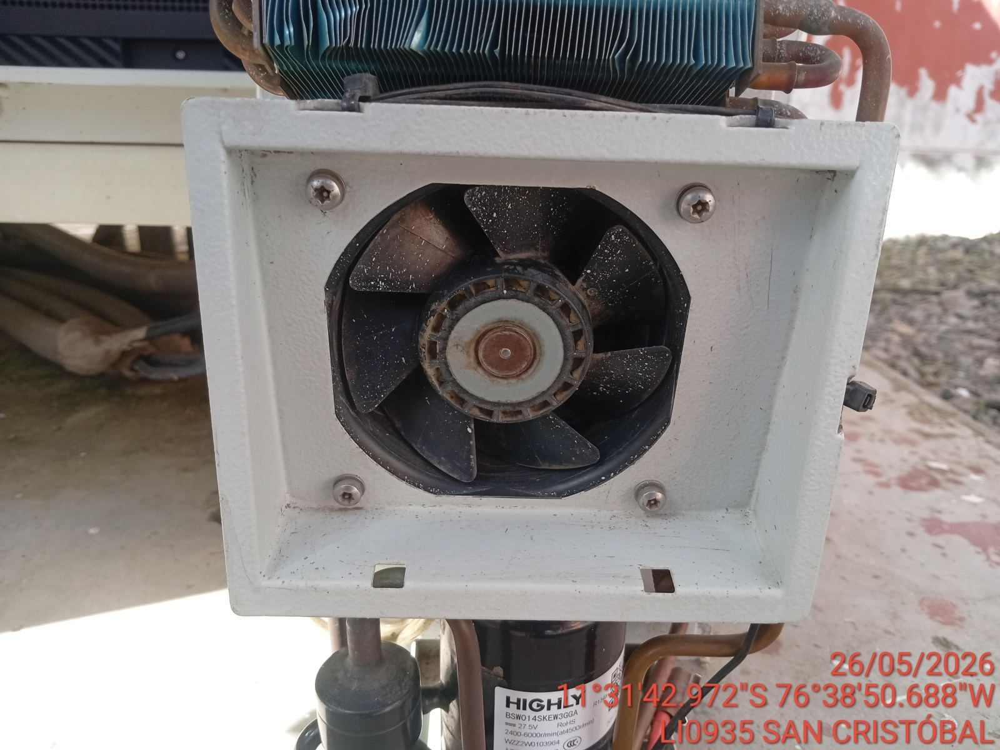 HIGHLY
BSW014SKEW3GGA
27.5V RoHS
2400-6000r/min(at4500r/min)
WZZ2W0103964
26/05/2026
11°31'42.972"S 76°38'50.688"W
LI0935 SAN CRISTÓBAL